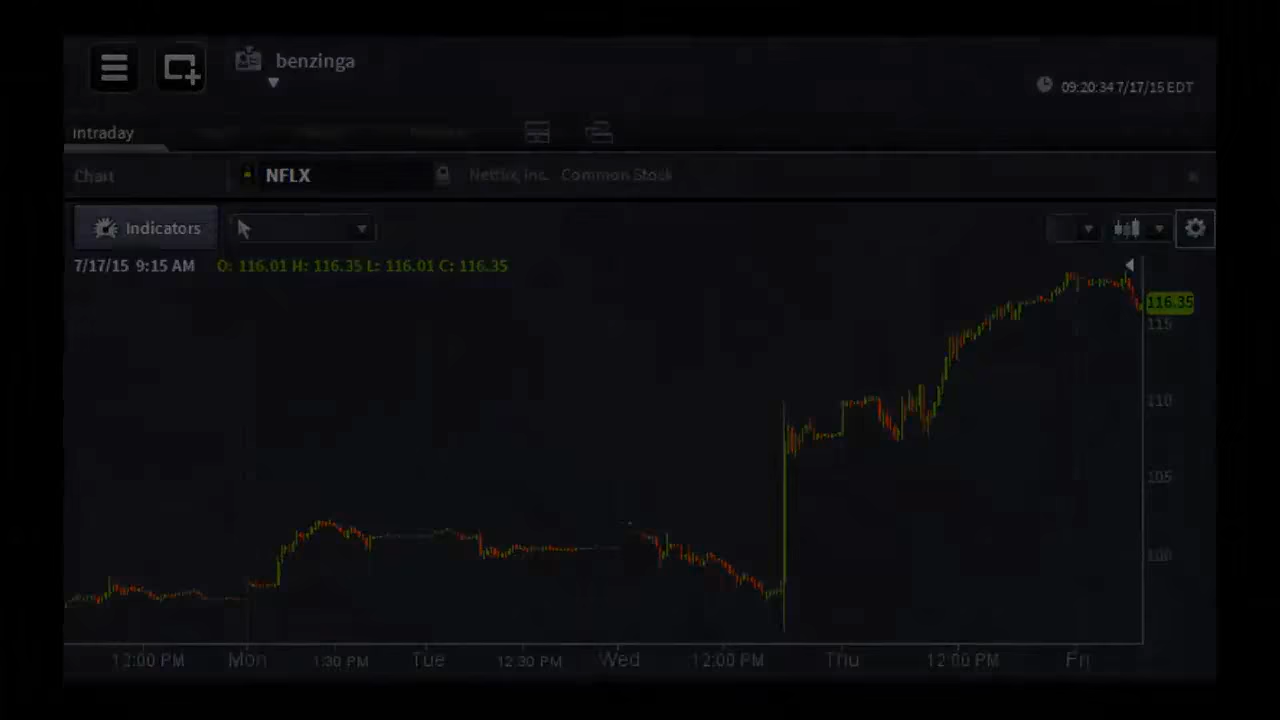 benzinga
09:20:34 7/17/15 EDT
intraday
Chart
NFLX
Netflix, Inc. Common Stock
Indicators
7/17/15 9:15 AM O: 116.01 H: 116.35 L: 116.01 C: 116.35
116.35
115
110
105
100
12:00 PM Mon 1:30 PM Tue 12:30 PM Wed 12:00 PM Thu 12:00 PM Fri